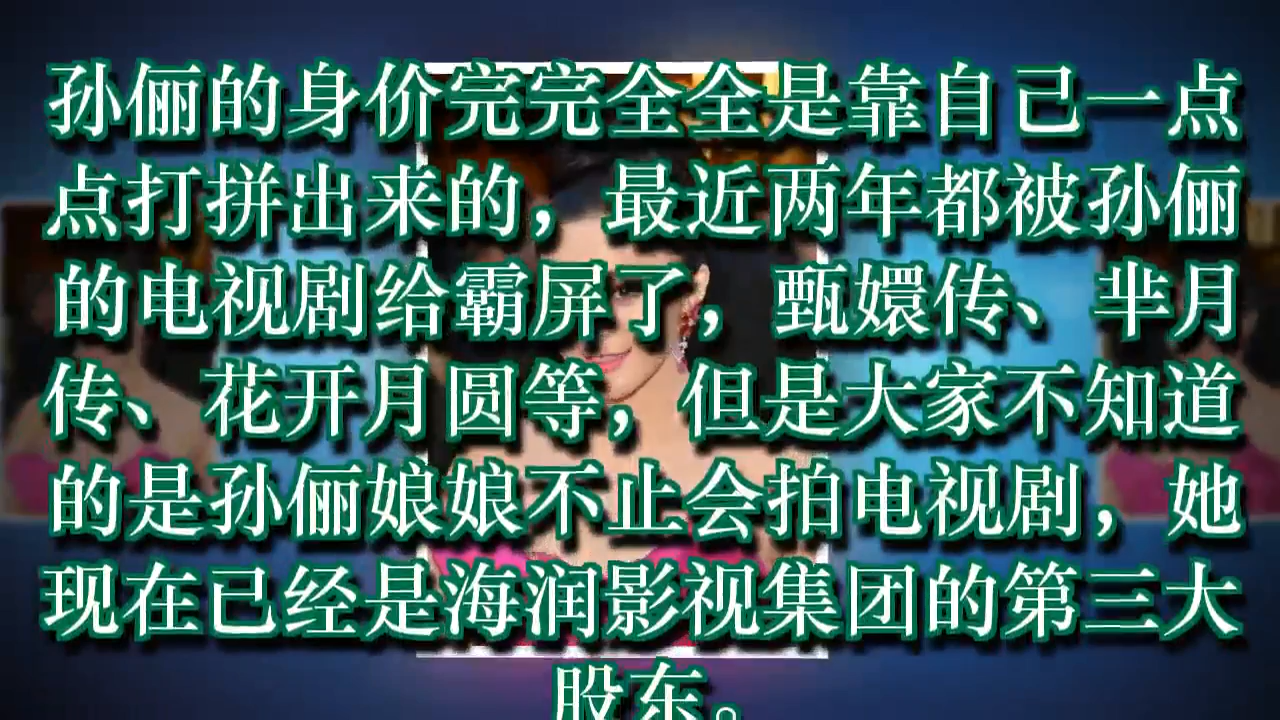 孙俪的身价完完全全是靠自己一点
点打拼出来的，最近两年都被孙俪
的电视剧给霸屏了，甄嬛传、芈月
传、花开月圆等，但是大家不知道
的是孙俪娘娘不止会拍电视剧，她
现在已经是海润影视集团的第三大
股东。